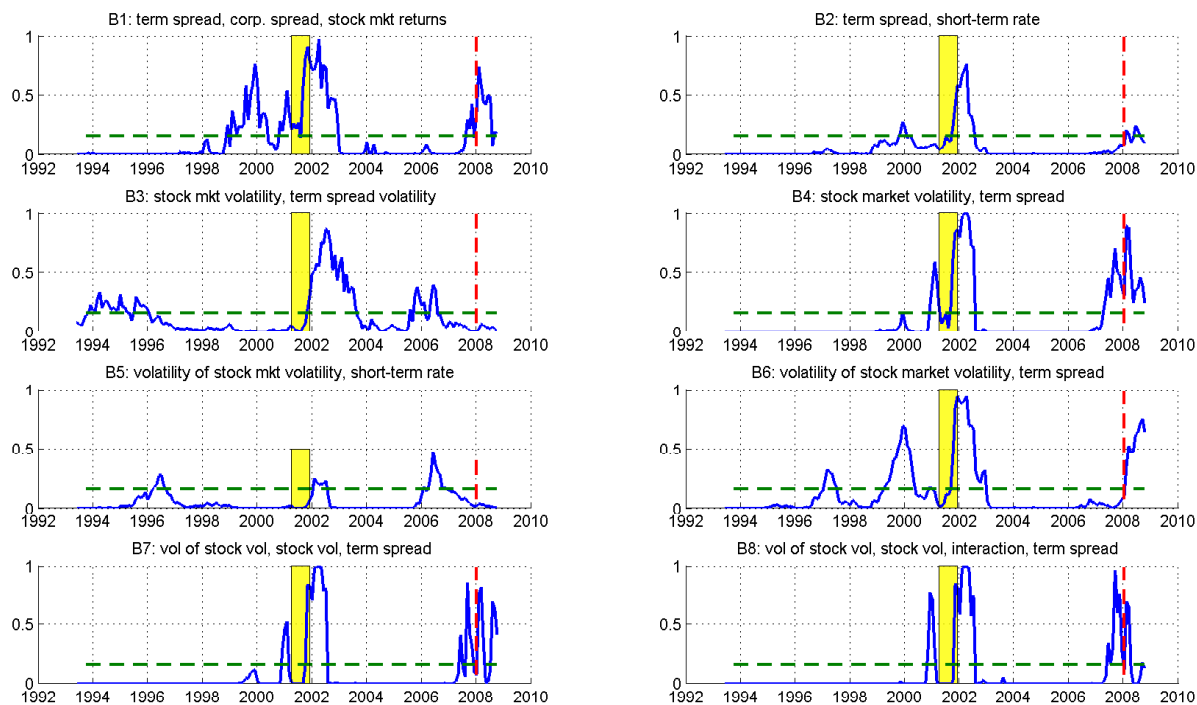 B1: term spread, corp. spread, stock mkt returns
1
0.5
0
1992 1994 1996 1998 2000 2002 2004 2006 2008 2010
B2: term spread, short-term rate
1
0.5
0
1992 1994 1996 1998 2000 2002 2004 2006 2008 2010
B3: stock mkt volatility, term spread volatility
1
0.5
0
1992 1994 1996 1998 2000 2002 2004 2006 2008 2010
B4: stock market volatility, term spread
1
0.5
0
1992 1994 1996 1998 2000 2002 2004 2006 2008 2010
B5: volatility of stock mkt volatility, short-term rate
1
0.5
0
1992 1994 1996 1998 2000 2002 2004 2006 2008 2010
B6: volatility of stock market volatility, term spread
1
0.5
0
1992 1994 1996 1998 2000 2002 2004 2006 2008 2010
B7: vol of stock vol, stock vol, term spread
1
0.5
0
1992 1994 1996 1998 2000 2002 2004 2006 2008 2010
B8: vol of stock vol, stock vol, interaction, term spread
1
0.5
0
1992 1994 1996 1998 2000 2002 2004 2006 2008 2010